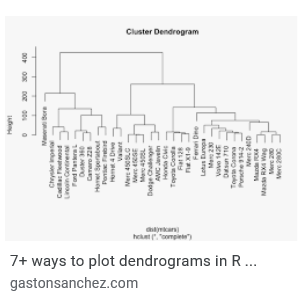 Cluster Dendrogram
Height
0 100 200 300 400
Maserati Bora
Chrysler Imperial
Cadillac Fleetwood
Lincoln Continental
Ford Pantera L
Duster 360
Camaro Z28
Hornet Sportabout
Pontiac Firebird
Hornet 4 Drive
Valiant
Merc 450SLC
Merc 450SE
Merc 450SL
Dodge Challenger
AMC Javelin
Honda Civic
Toyota Corolla
Fiat 128
Fiat X1-9
Ferrari Dino
Lotus Europa
Merc 230
Volvo 142E
Datsun 710
Toyota Corona
Porsche 914-2
Merc 240D
Mazda RX4
Mazda RX4 Wag
Merc 280
Merc 280C
dist(mtcars)
hclust (*, "complete")
7+ ways to plot dendrograms in R ...
gastonsanchez.com